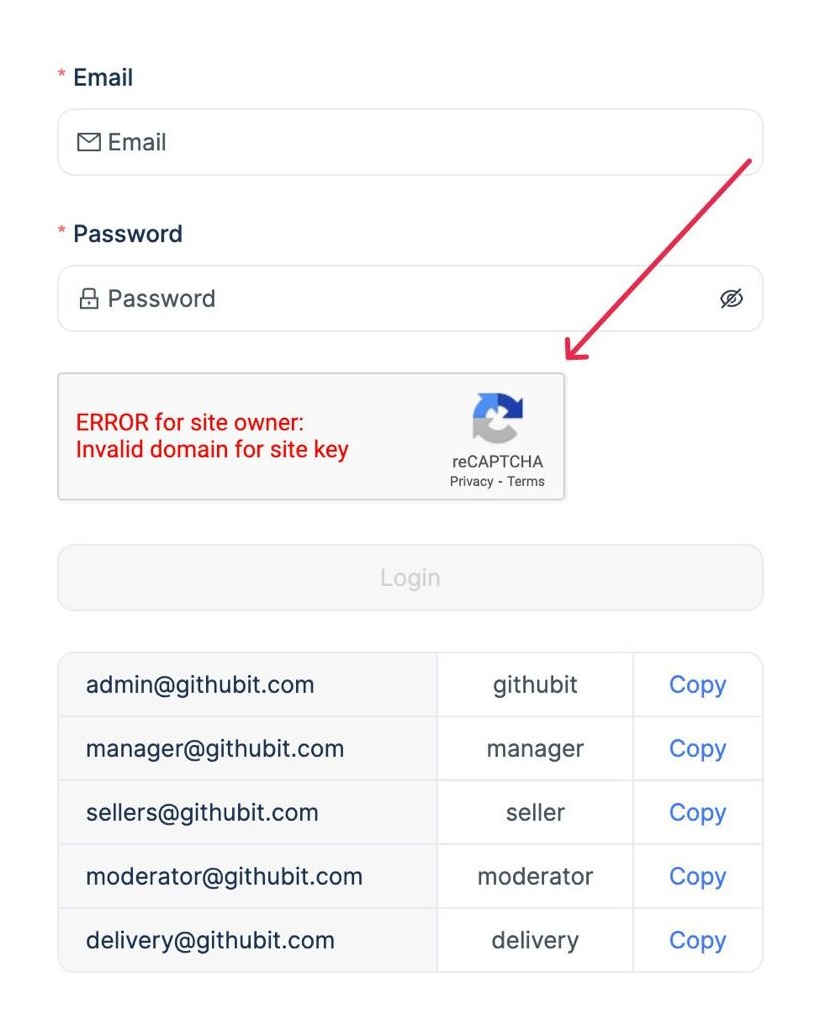 * Email
Email
* Password
Password
ERROR for site owner:
Invalid domain for site key
reCAPTCHA
Privacy - Terms
Login
admin@githubit.com githubit Copy
manager@githubit.com manager Copy
sellers@githubit.com seller Copy
moderator@githubit.com moderator Copy
delivery@githubit.com delivery Copy